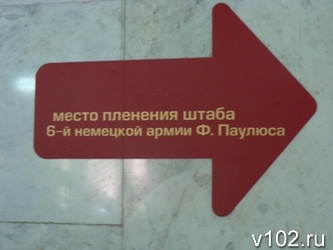 место пленения штаба
6-й немецкой армии Ф. Паулюса
v102.ru